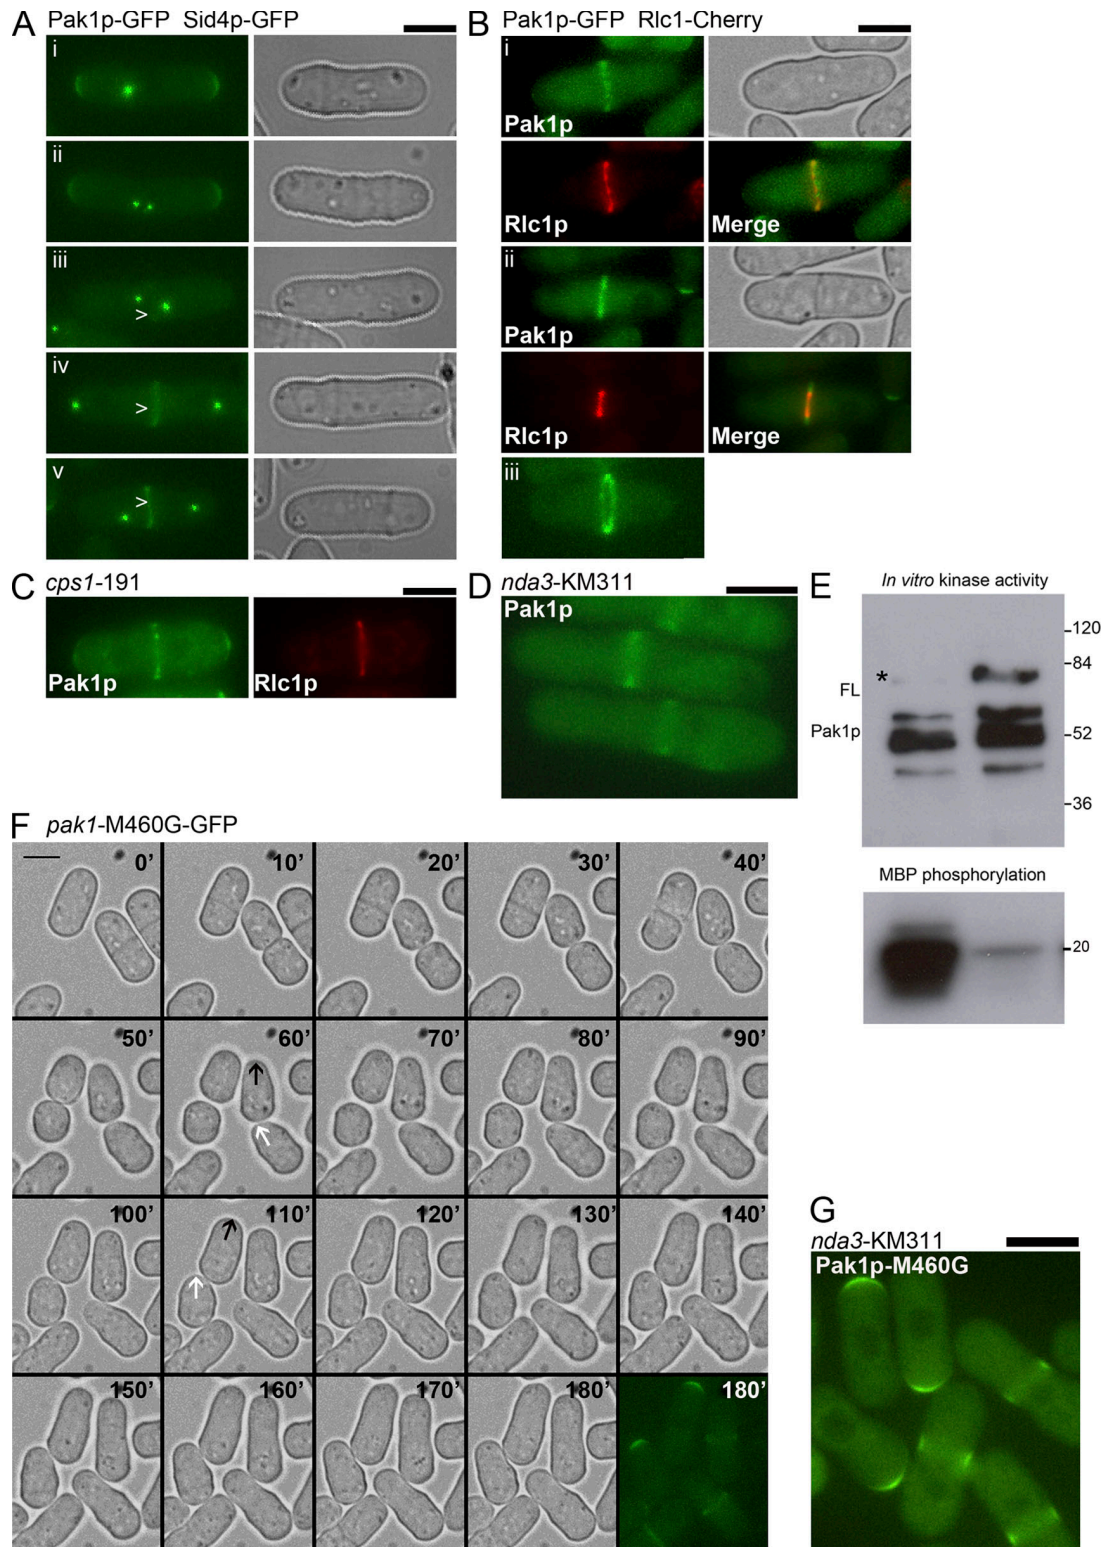 A Pak1p-GFP Sid4p-GFP
i
ii
iii
>
iv
>
v
>
B Pak1p-GFP Rlc1-Cherry
i
Pak1p
Rlc1p
Merge
ii
Pak1p
Rlc1p
Merge
iii
C cps1-191
Pak1p
Rlc1p
D nda3-KM311
Pak1p
E In vitro kinase activity
-120
-84
*
FL
Pak1p
-52
-36
MBP phosphorylation
-20
F pak1-M460G-GFP
0’ 10’ 20’ 30’ 40’
50’ 60’ 70’ 80’ 90’
100’ 110’ 120’ 130’ 140’
150’ 160’ 170’ 180’ 180’
G
nda3-KM311
Pak1p-M460G